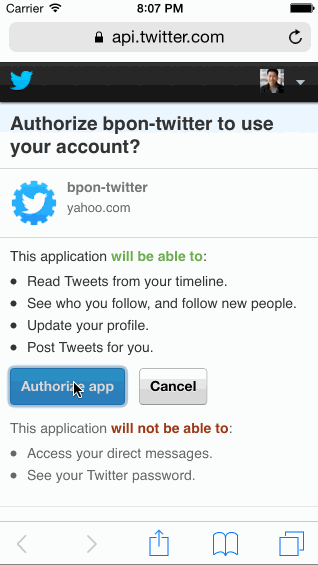 Carrier 8:07 PM
api.twitter.com
Authorize bpon-twitter to use
your account?
bpon-twitter
yahoo.com
This application will be able to:
Read Tweets from your timeline.
See who you follow, and follow new people.
Update your profile.
Post Tweets for you.
Authorize app Cancel
This application will not be able to:
Access your direct messages.
See your Twitter password.